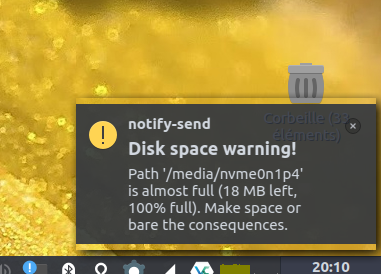 Corbeille (33
éléments)
notify-send
Disk space warning!
Path '/media/nvme0n1p4'
is almost full (18 MB left,
100% full). Make space or
bare the consequences.
20:10